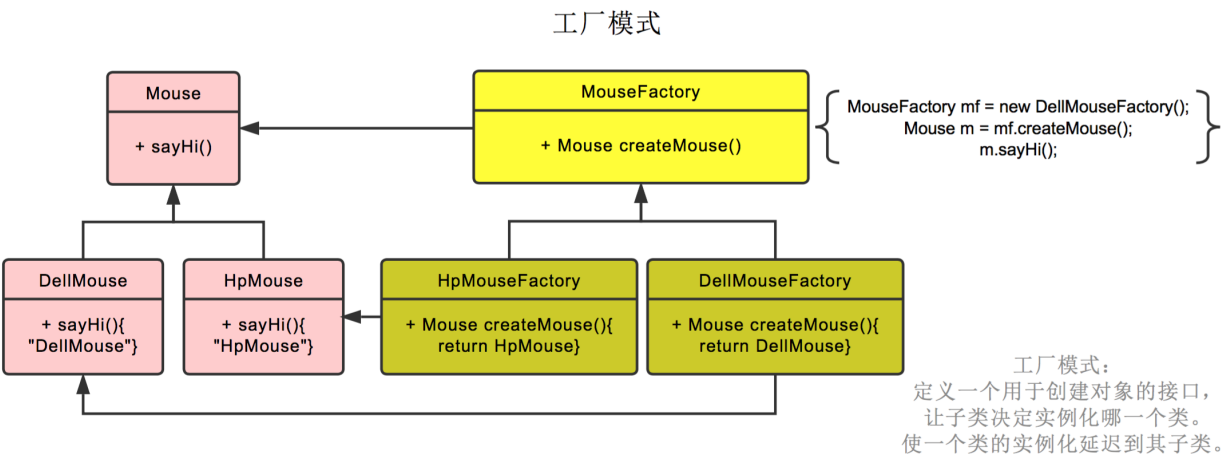 工厂模式
Mouse
+ sayHi()
MouseFactory
+ Mouse createMouse()
MouseFactory mf = new DellMouseFactory();
Mouse m = mf.createMouse();
m.sayHi();
DellMouse
+ sayHi(){
"DellMouse"}
HpMouse
+ sayHi(){
"HpMouse"}
HpMouseFactory
+ Mouse createMouse(){
return HpMouse}
DellMouseFactory
+ Mouse createMouse(){
return DellMouse}
工厂模式：
定义一个用于创建对象的接口，
让子类决定实例化哪一个类。
使一个类的实例化延迟到其子类。